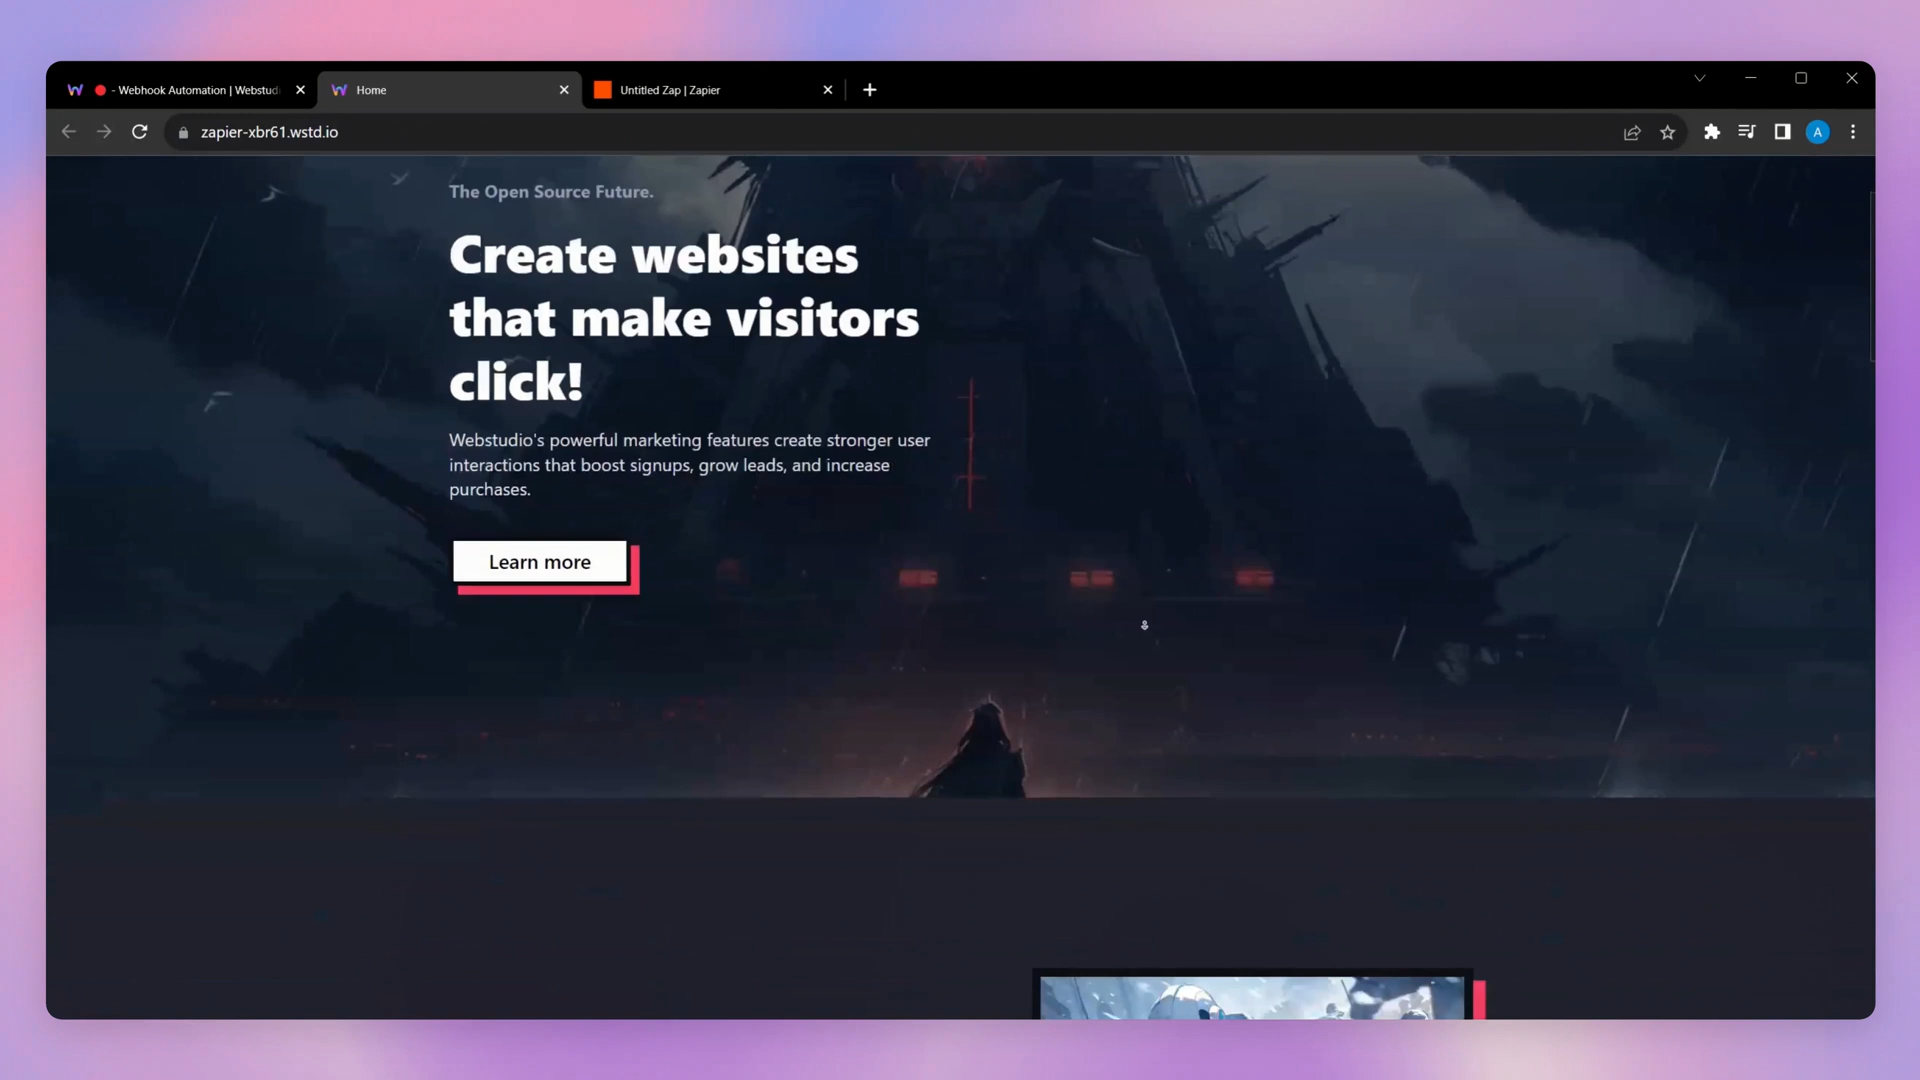 - Webhook Automation | Webstud
Home
Untitled Zap | Zapier
zapier-xbr61.wstd.io
A
The Open Source Future.
Create websites
that make visitors
click!
Webstudio's powerful marketing features create stronger user
interactions that boost signups, grow leads, and increase
purchases.
Learn more